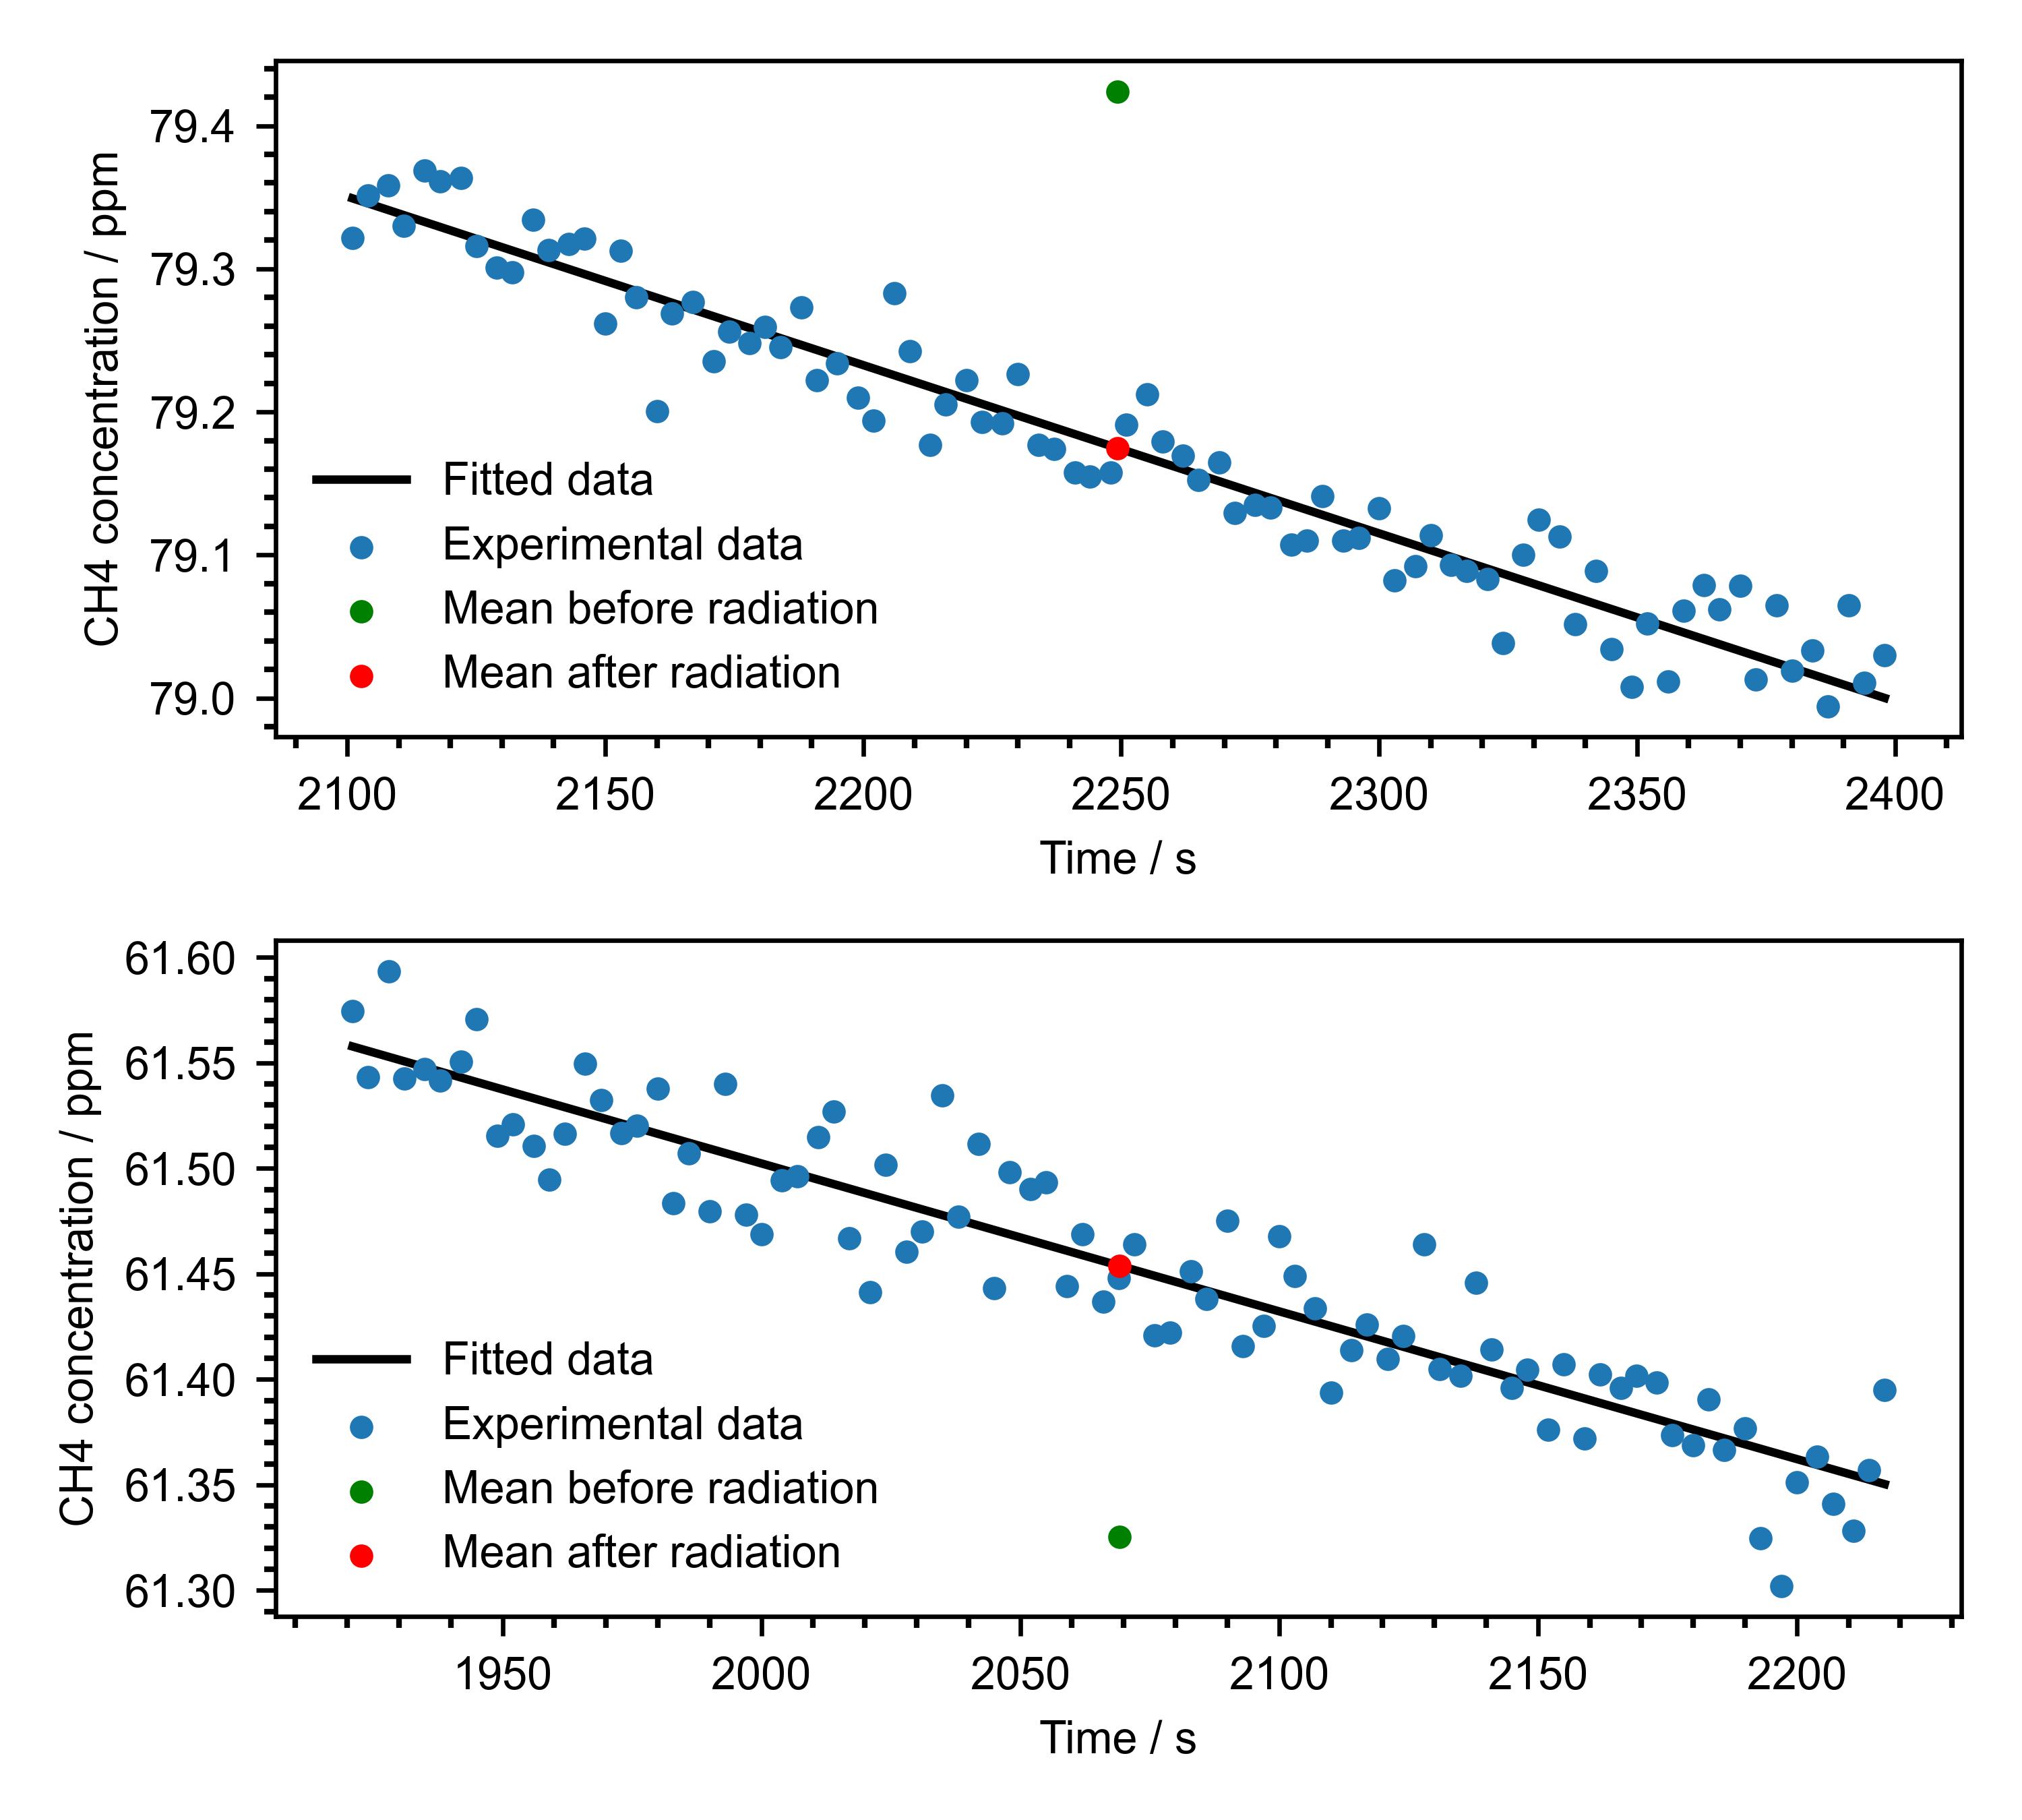 79.4
79.3
79.2
79.1
79.0
CH4 concentration / ppm
Fitted data
Experimental data
Mean before radiation
Mean after radiation
2100 2150 2200 2250 2300 2350 2400
Time / s
61.60
61.55
61.50
61.45
61.40
61.35
61.30
CH4 concentration / ppm
Fitted data
Experimental data
Mean before radiation
Mean after radiation
1950 2000 2050 2100 2150 2200
Time / s